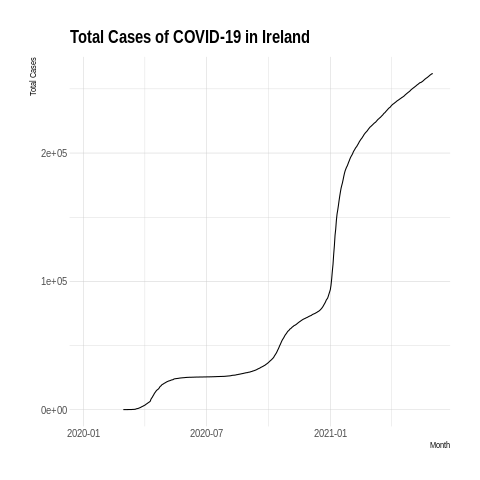 Total Cases of COVID-19 in Ireland
Total Cases
2e+05
1e+05
0e+00
2020-01 2020-07 2021-01
Month